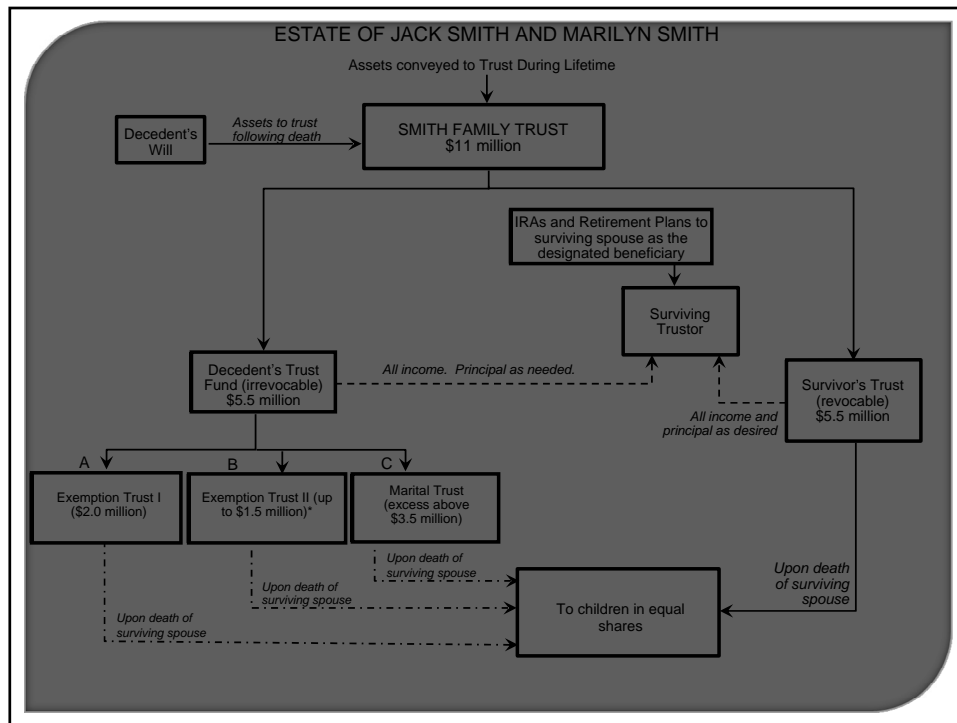 ESTATE OF JACK SMITH AND MARILYN SMITH
Assets conveyed to Trust During Lifetime
Decedent's
Will
Assets to trust
following death
SMITH FAMILY TRUST
$11 million
IRAs and Retirement Plans to
surviving spouse as the
designated beneficiary
Surviving
Trustor
Decedent's Trust
Fund (irrevocable)
$5.5 million
All income. Principal as needed.
Survivor's Trust
(revocable)
$5.5 million
All income and
principal as desired
A
B
C
Exemption Trust I
($2.0 million)
Exemption Trust II (up
to $1.5 million)*
Marital Trust
(excess above
$3.5 million)
Upon death of
surviving spouse
Upon death of
surviving spouse
Upon death of
surviving spouse
Upon death
of surviving
spouse
To children in equal
shares